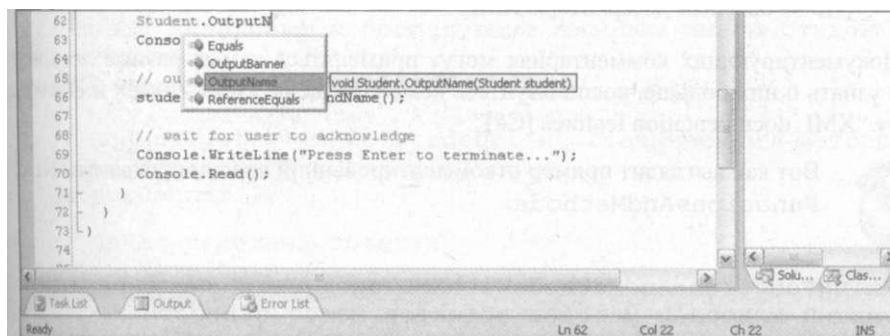 62 Student.OutputN
63 Conso
Equals
64 OutputBanner
65 // ou OutputName void Student.OutputName(Student student)
66 stude ReferenceEquals ndName();
67
68 // wait for user to acknowledge
69 Console.WriteLine("Press Enter to terminate...");
70 Console.Read();
71 }
72 }
73 }
74
Solu... Clas...
Task List Output Error List
Ready Ln 62 Col 22 Ch 22 INS